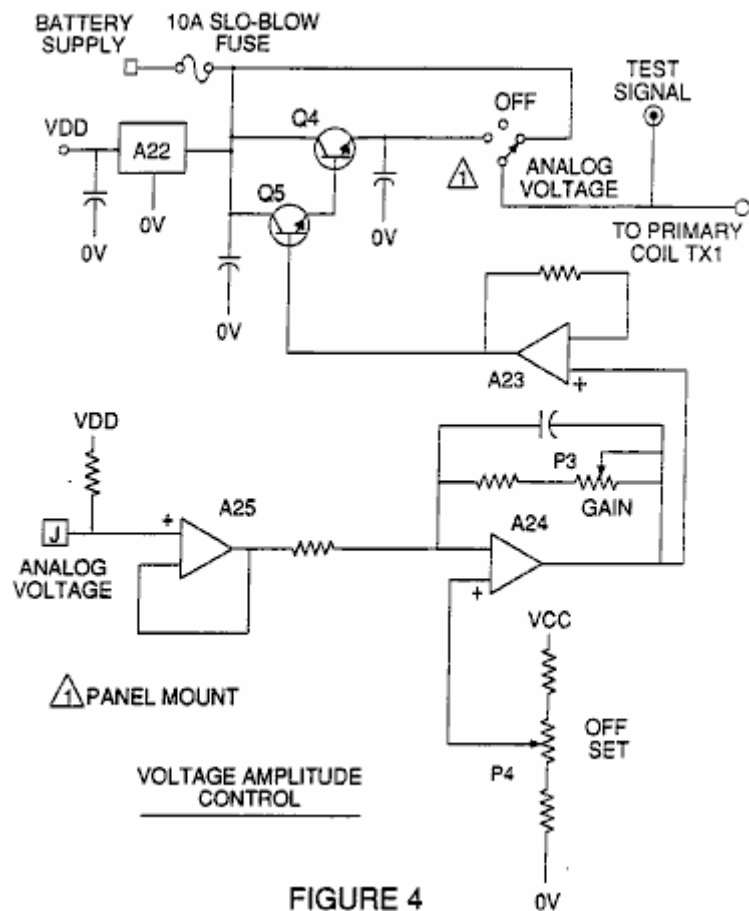 BATTERY SUPPLY
10A SLO-BLOW FUSE
TEST SIGNAL
OFF
Q4
VDD
A22
1
ANALOG VOLTAGE
Q5
0V
0V
0V
0V
TO PRIMARY COIL TX1
A23
+
VDD
P3
GAIN
A25
+
A24
+
J
ANALOG VOLTAGE
VCC
1 PANEL MOUNT
OFF SET
P4
VOLTAGE AMPLITUDE CONTROL
0V
FIGURE 4